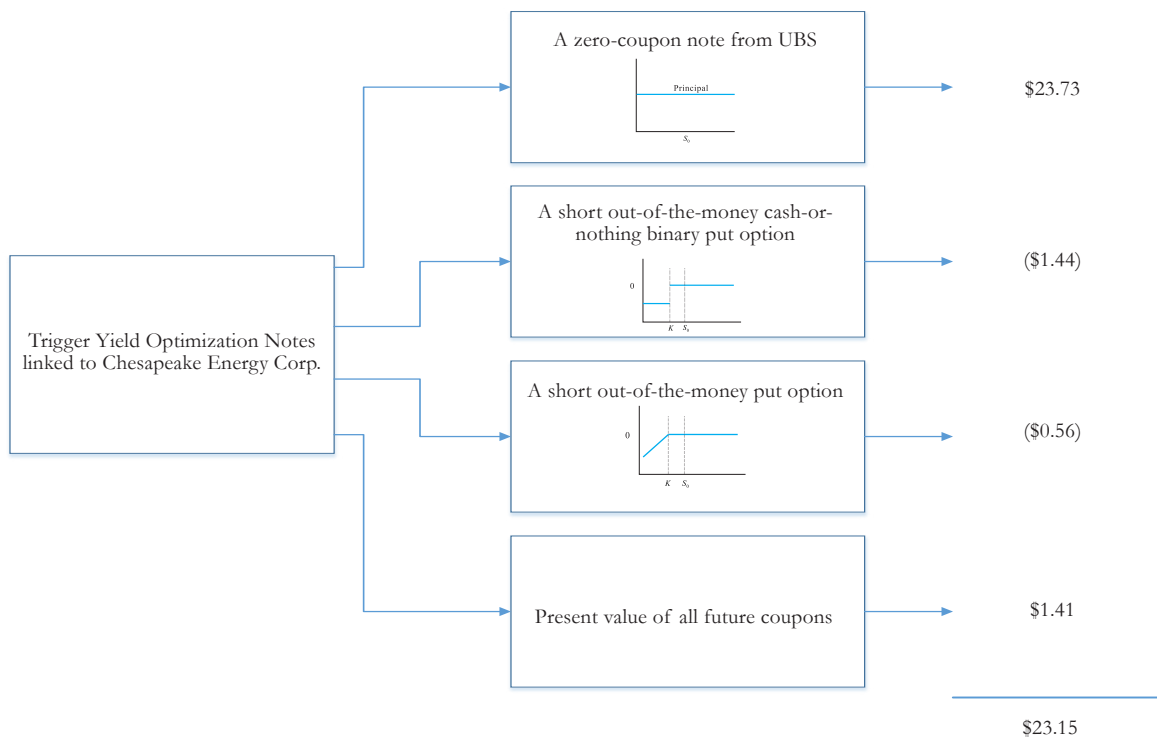 A zero-coupon note from UBS
Principal
S0
$23.73
A short out-of-the-money cash-or-
nothing binary put option
0
K
S0
($1.44)
Trigger Yield Optimization Notes
linked to Chesapeake Energy Corp.
A short out-of-the-money put option
0
K
S0
($0.56)
Present value of all future coupons
$1.41
$23.15